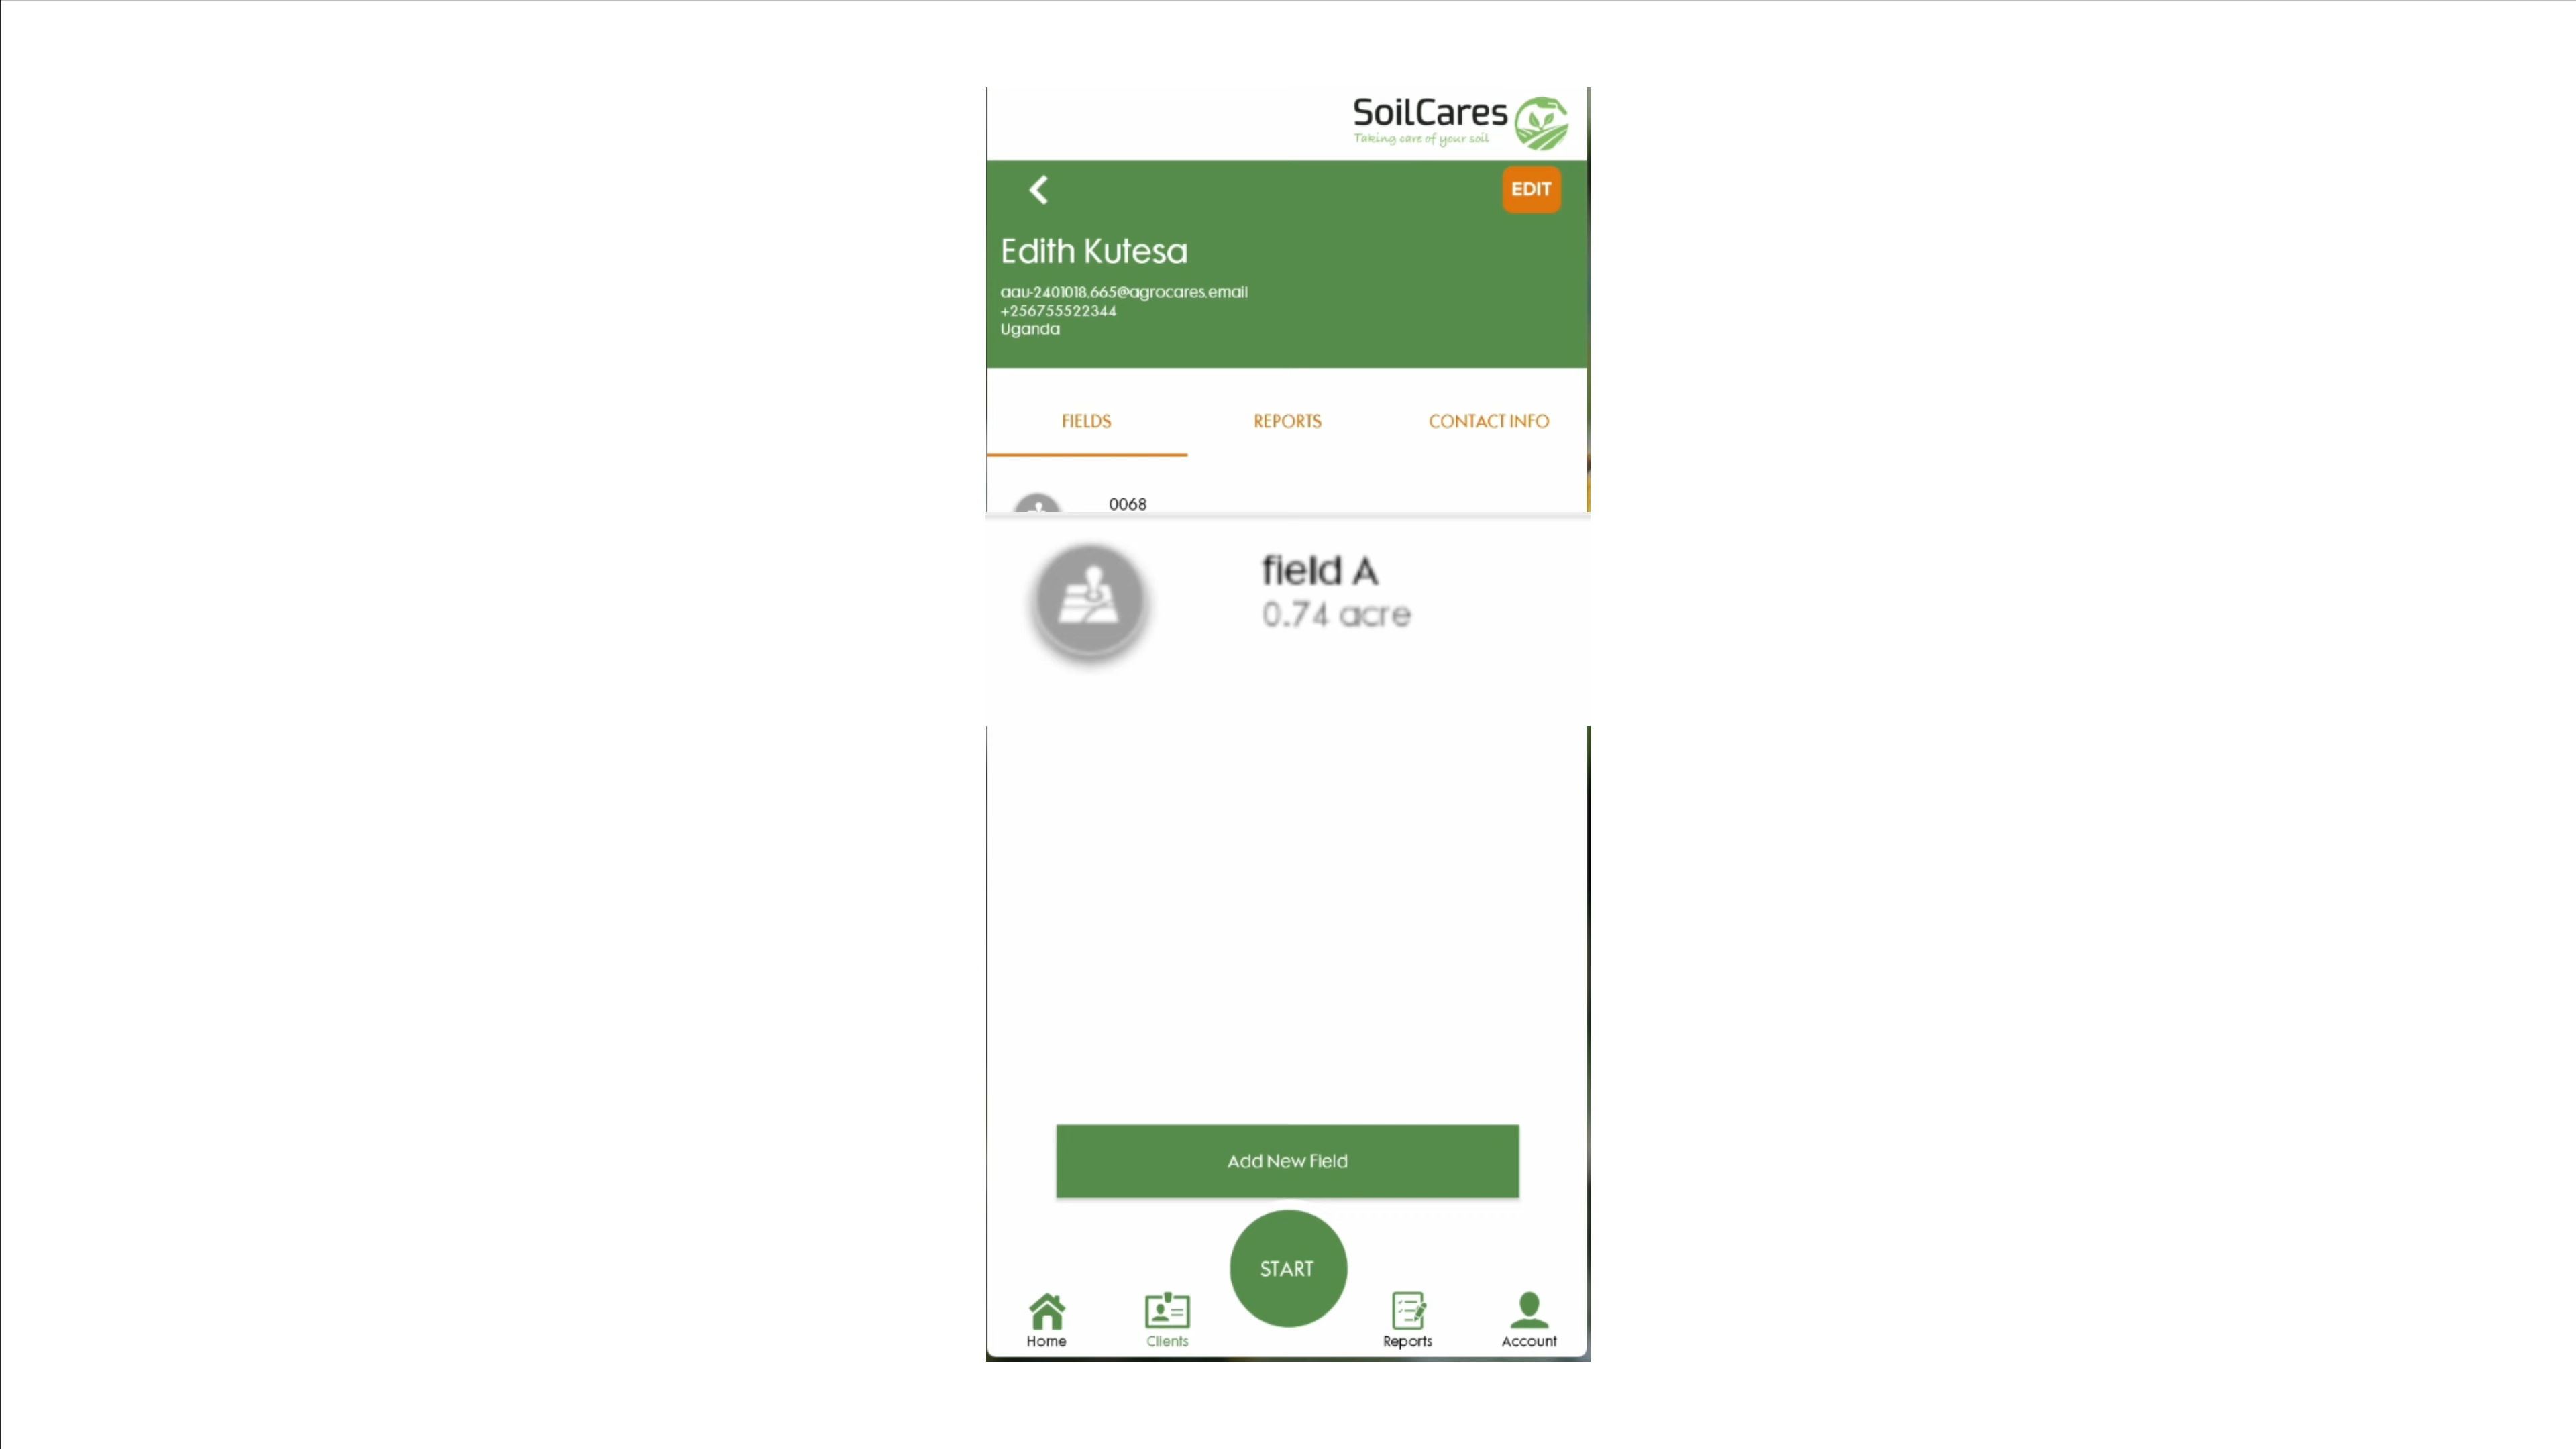 SoilCares
Taking care of your soil
EDIT
Edith Kutesa
aau-2401018.665@agrocares.email
+256755522344
Uganda
FIELDS
REPORTS
CONTACT INFO
0068
field A
0.74 acre
Add New Field
START
Home
Clients
Reports
Account